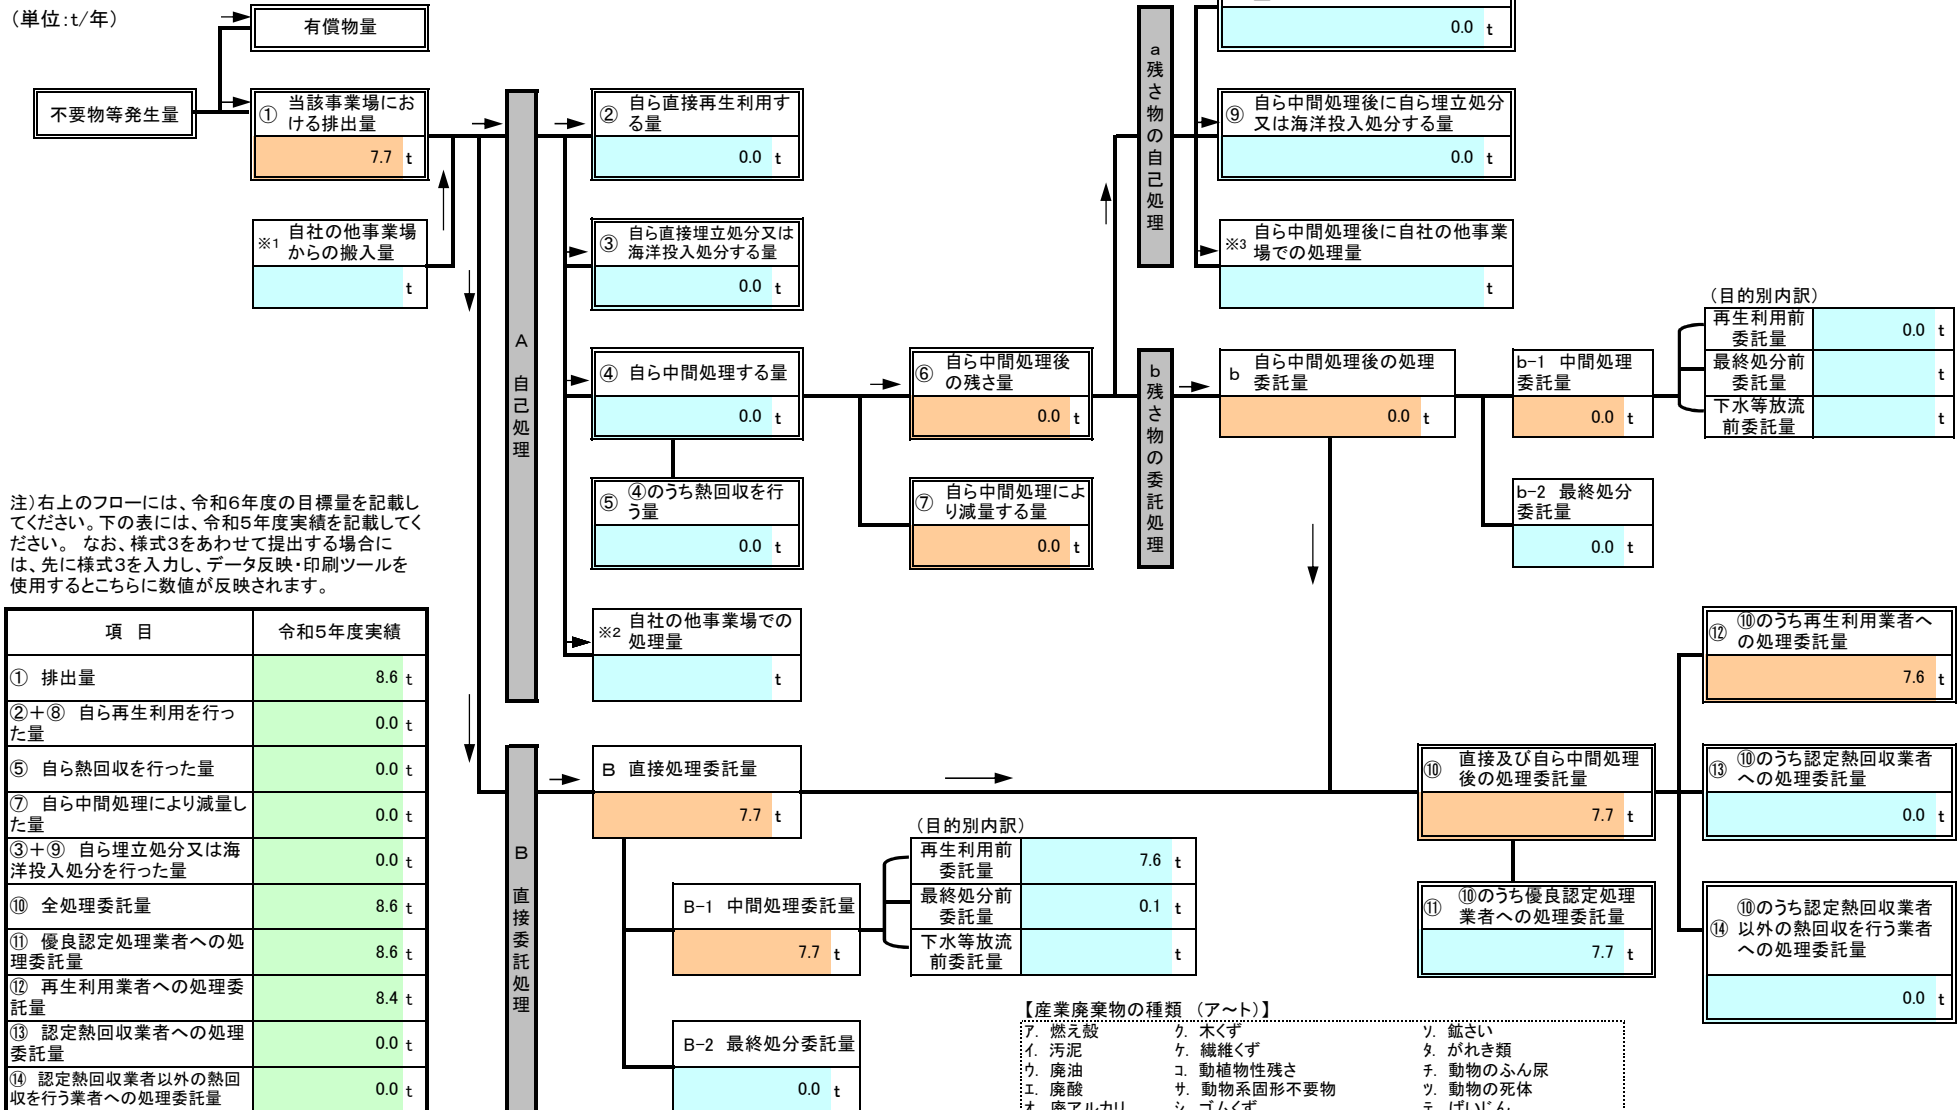 （単位:t/年）
有償物量
不要物等発生量
① 当該事業場にお
ける排出量
7.7 t
※1 自社の他事業場
からの搬入量
t
A 自己処理
② 自ら直接再生利用す
る量
0.0 t
③ 自ら直接埋立処分又は
海洋投入処分する量
0.0 t
④ 自ら中間処理する量
0.0 t
⑤ ④のうち熱回収を行
う量
0.0 t
※2 自社の他事業場での
処理量
t
⑥ 自ら中間処理後
の残さ量
0.0 t
⑦ 自ら中間処理によ
り減量する量
0.0 t
a 残さ物の自己処理
0.0 t
⑨ 自ら中間処理後に自ら埋立処分
又は海洋投入処分する量
0.0 t
※3 自ら中間処理後に自社の他事業
場での処理量
t
b 残さ物の委託処理
b 自ら中間処理後の処理
委託量
0.0 t
b-1 中間処理
委託量
0.0 t
b-2 最終処分
委託量
0.0 t
（目的別内訳）
再生利用前
委託量
0.0 t
最終処分前
委託量
t
下水等放流
前委託量
t
注）右上のフローには、令和６年度の目標量を記載し
てください。下の表には、令和５年度実績を記載してく
ださい。 なお、様式３をあわせて提出する場合に
は、先に様式３を入力し、データ反映・印刷ツールを
使用するとこちらに数値が反映されます。
項 目 令和５年度実績
① 排出量 8.6 t
②＋⑧ 自ら再生利用を行っ
た量 0.0 t
⑤ 自ら熱回収を行った量 0.0 t
⑦ 自ら中間処理により減量し
た量 0.0 t
③＋⑨ 自ら埋立処分又は海
洋投入処分を行った量 0.0 t
⑩ 全処理委託量 8.6 t
⑪ 優良認定処理業者への処
理委託量 8.6 t
⑫ 再生利用業者への処理委
託量 8.4 t
⑬ 認定熱回収業者への処理
委託量 0.0 t
⑭ 認定熱回収業者以外の熱回
収を行う業者への処理委託量 0.0 t
B 直接委託処理
B 直接処理委託量
7.7 t
B-1 中間処理委託量
7.7 t
B-2 最終処分委託量
0.0 t
（目的別内訳）
再生利用前
委託量
7.6 t
最終処分前
委託量
0.1 t
下水等放流
前委託量
t
⑩ 直接及び自ら中間処理
後の処理委託量
7.7 t
⑪ ⑩のうち優良認定処理
業者への処理委託量
7.7 t
⑫ ⑩のうち再生利用業者へ
の処理委託量
7.6 t
⑬ ⑩のうち認定熱回収業者
への処理委託量
0.0 t
⑭ ⑩のうち認定熱回収業者
以外の熱回収を行う業者
への処理委託量
0.0 t
【産業廃棄物の種類 （ア～ト）】
ア. 燃え殻 ク. 木くず ソ. 鉱さい
イ. 汚泥 ケ. 繊維くず タ. がれき類
ウ. 廃油 コ. 動植物性残さ チ. 動物のふん尿
エ. 廃酸 サ. 動物系固形不要物 ツ. 動物の死体
オ. 廃アルカリ シ. ゴムくず テ. ばいじん